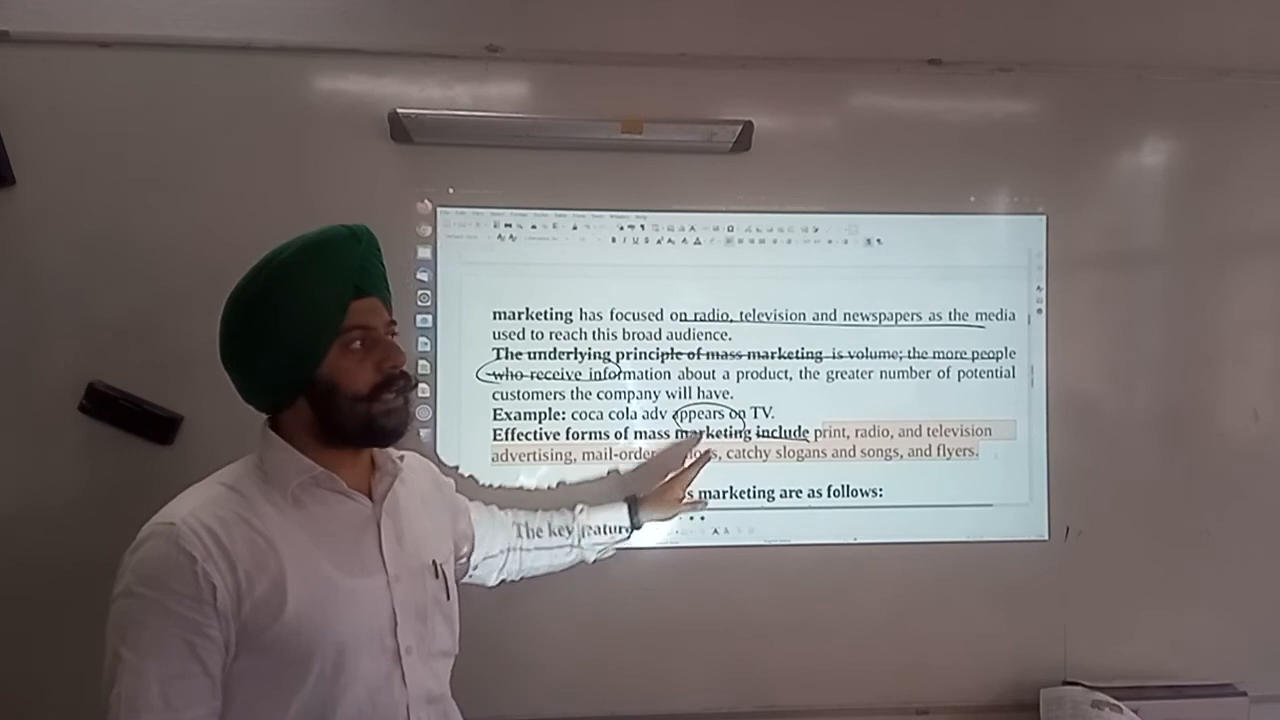 marketing has focused on radio, television and newspapers as the media
used to reach this broad audience.
The underlying principle of mass marketing is volume; the more people
who receive information about a product, the greater number of potential
customers the company will have.
Example: coca cola adv appears on TV.
Effective forms of mass marketing include print, radio, and television
advertising, mail-order catchy slogans and songs, and flyers.
The key marketing are as follows: